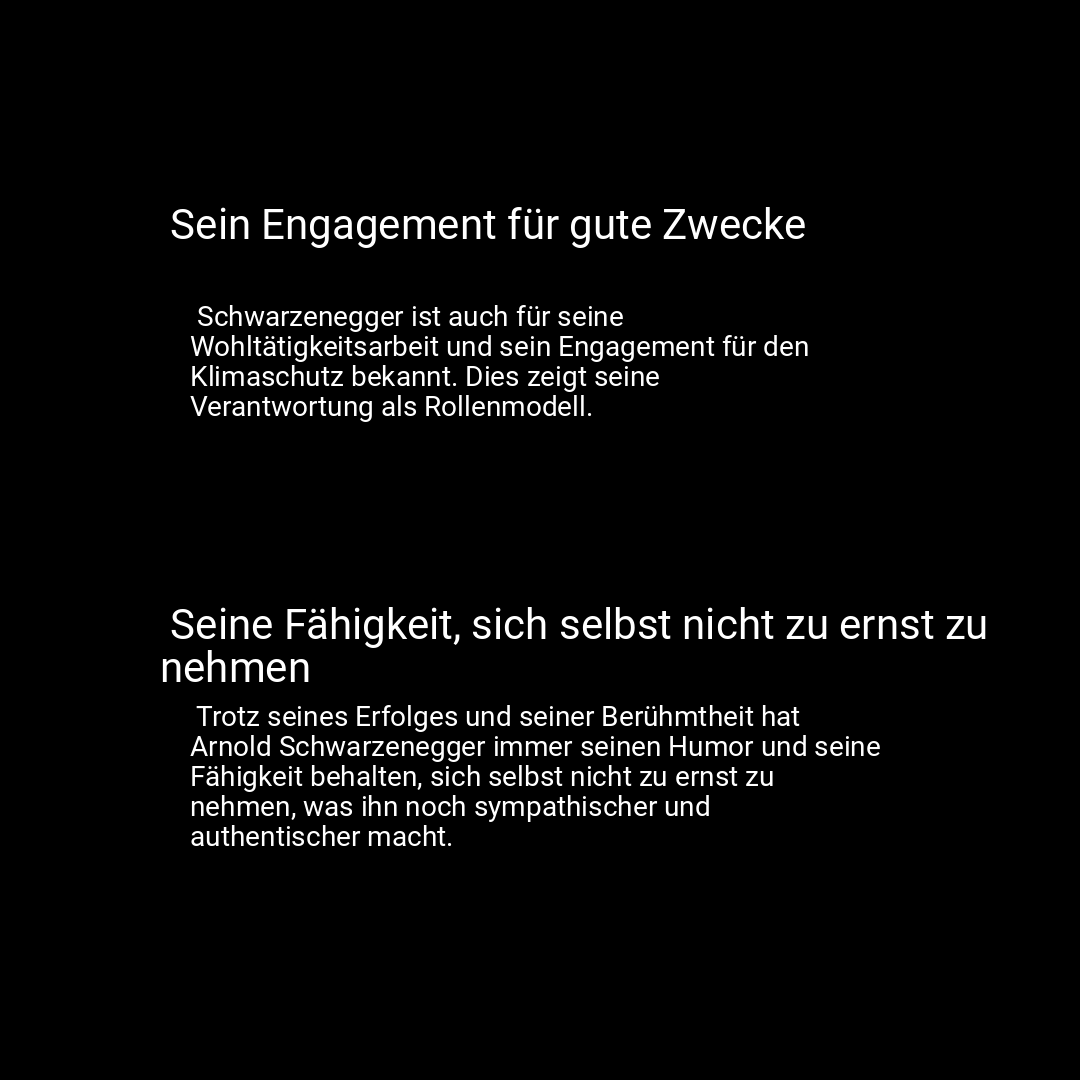 Sein Engagement für gute Zwecke
Schwarzenegger ist auch für seine
Wohltätigkeitsarbeit und sein Engagement für den
Klimaschutz bekannt. Dies zeigt seine
Verantwortung als Rollenmodell.
Seine Fähigkeit, sich selbst nicht zu ernst zu
nehmen
Trotz seines Erfolges und seiner Berühmtheit hat
Arnold Schwarzenegger immer seinen Humor und seine
Fähigkeit behalten, sich selbst nicht zu ernst zu
nehmen, was ihn noch sympathischer und
authentischer macht.